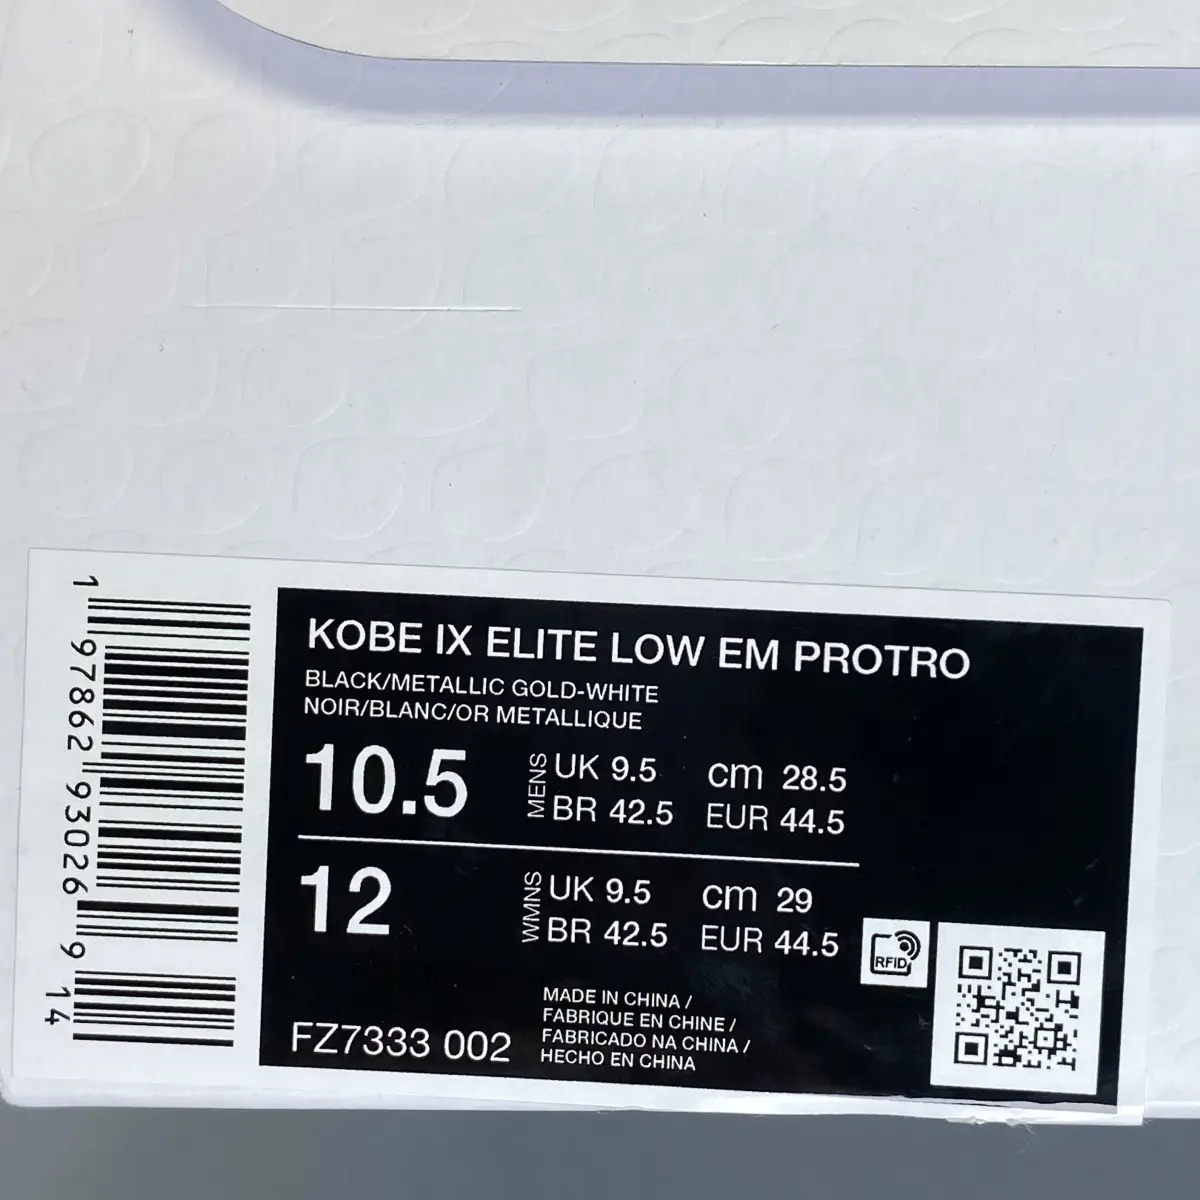 KOBE IX ELITE LOW EM PROTRO
BLACK/METALLIC GOLD-WHITE
NOIR/BLANC/OR METALLIQUE
10.5 MENS UK 9.5 cm 28.5
BR 42.5 EUR 44.5
12 WMNS UK 9.5 cm 29
BR 42.5 EUR 44.5
RFID
FZ7333 002
MADE IN CHINA /
FABRIQUE EN CHINE /
FABRICADO NA CHINA /
HECHO EN CHINA
1 97862 93026 9 14